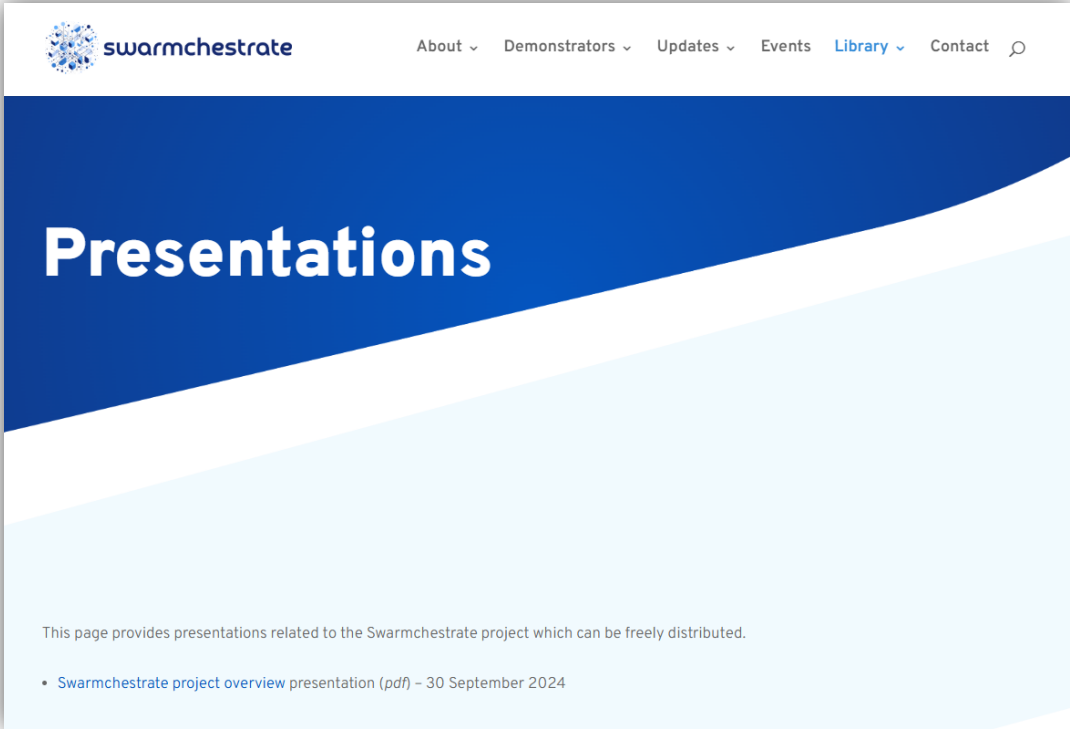 swarmchestrate
About
Demonstrators
Updates
Events
Library
Contact
Presentations
This page provides presentations related to the Swarmchestrate project which can be freely distributed.
• Swarmchestrate project overview presentation (pdf) – 30 September 2024